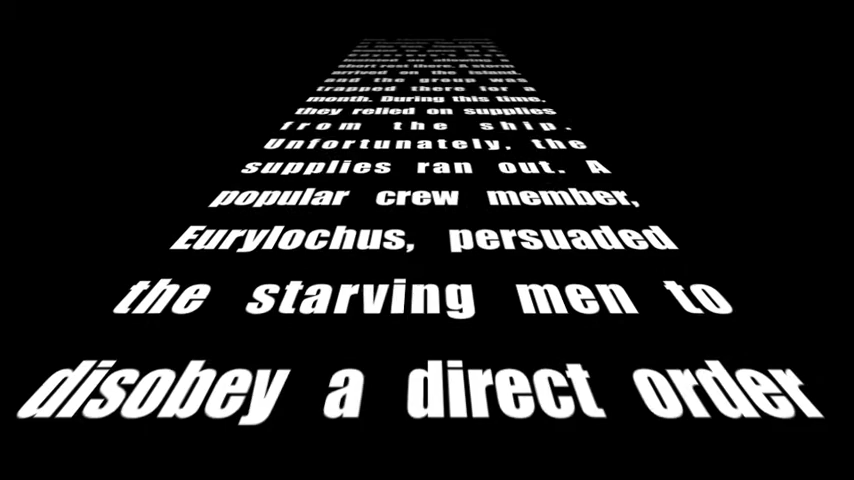 insisted on allowing a
short rest there. A storm
arrived on the island,
and the group was
trapped there for a
month. During this time,
they relied on supplies
from the ship.
Unfortunately, the
supplies ran out. A
popular crew member,
Eurylochus, persuaded
the starving men to
disobey a direct order